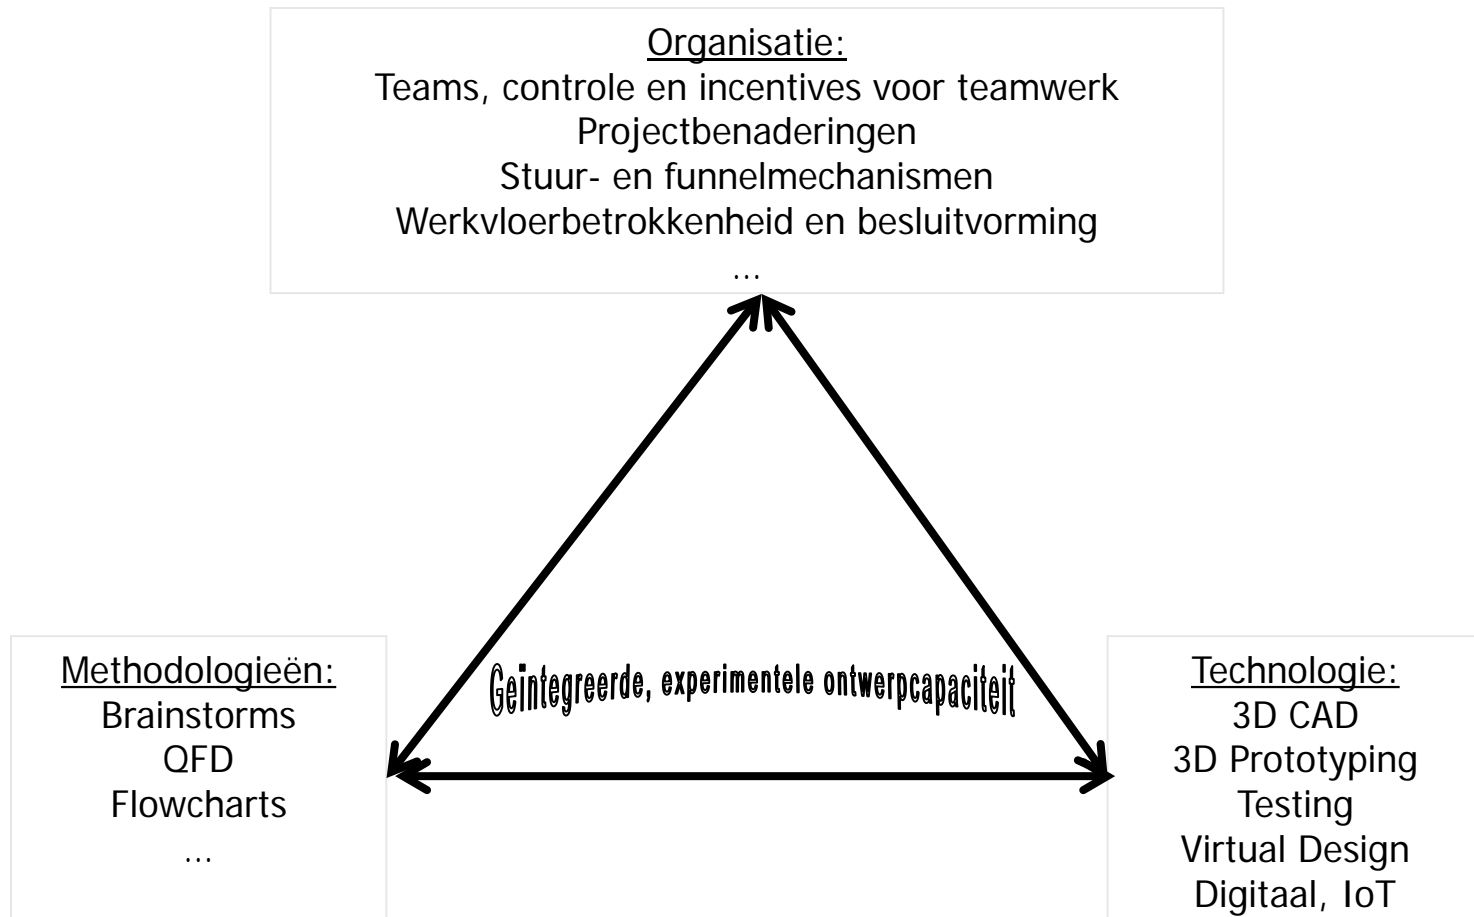 Organisatie:
Teams, controle en incentives voor teamwerk
Projectbenaderingen
Stuur- en funnelmechanismen
Werkvloerbetrokkenheid en besluitvorming
...
Geïntegreerde, experimentele ontwerpcapaciteit
Methodologieën:
Brainstorms
QFD
Flowcharts
...
Technologie:
3D CAD
3D Prototyping
Testing
Virtual Design
Digitaal, IoT